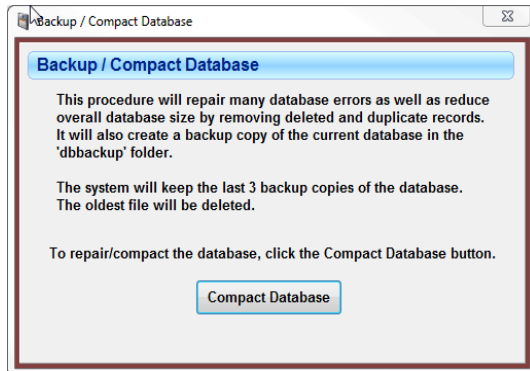 Backup / Compact Database
Backup / Compact Database
This procedure will repair many database errors as well as reduce
overall database size by removing deleted and duplicate records.
It will also create a backup copy of the current database in the
'dbbackup' folder.
The system will keep the last 3 backup copies of the database.
The oldest file will be deleted.
To repair/compact the database, click the Compact Database button.
Compact Database